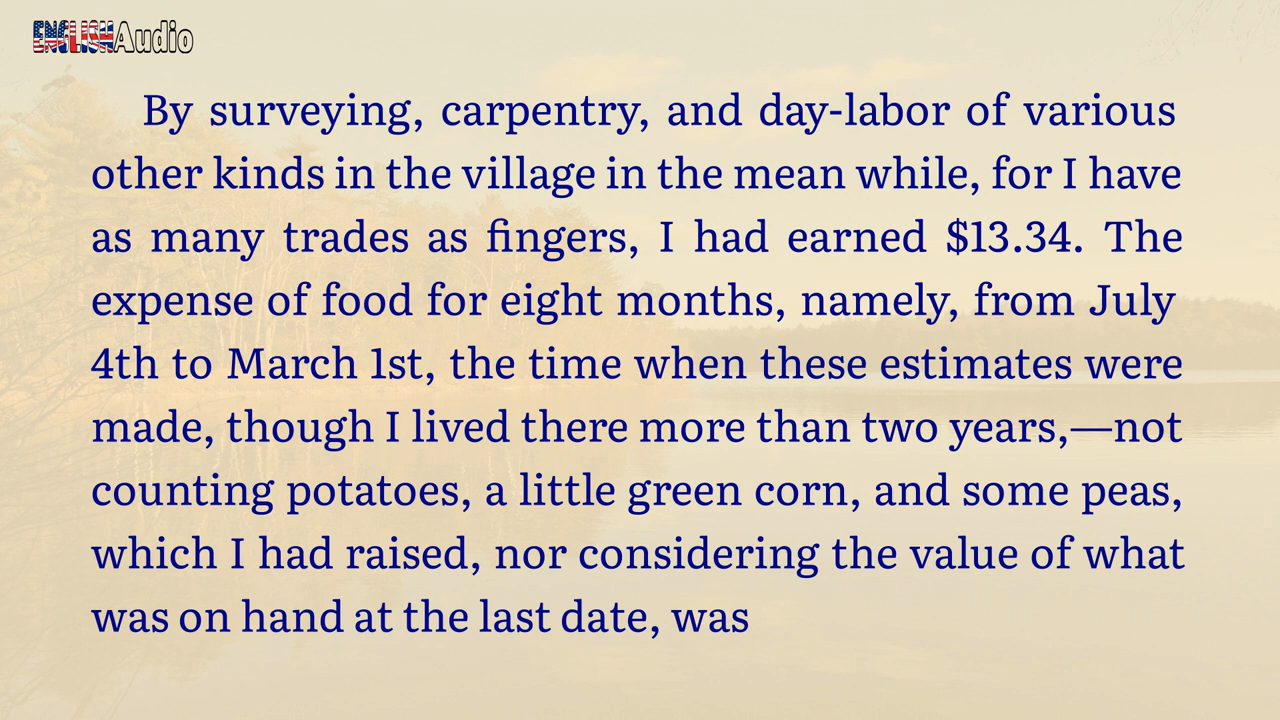 ENGLISHAudio
By surveying, carpentry, and day-labor of various
other kinds in the village in the mean while, for I have
as many trades as fingers, I had earned $13.34. The
expense of food for eight months, namely, from July
4th to March 1st, the time when these estimates were
made, though I lived there more than two years,—not
counting potatoes, a little green corn, and some peas,
which I had raised, nor considering the value of what
was on hand at the last date, was